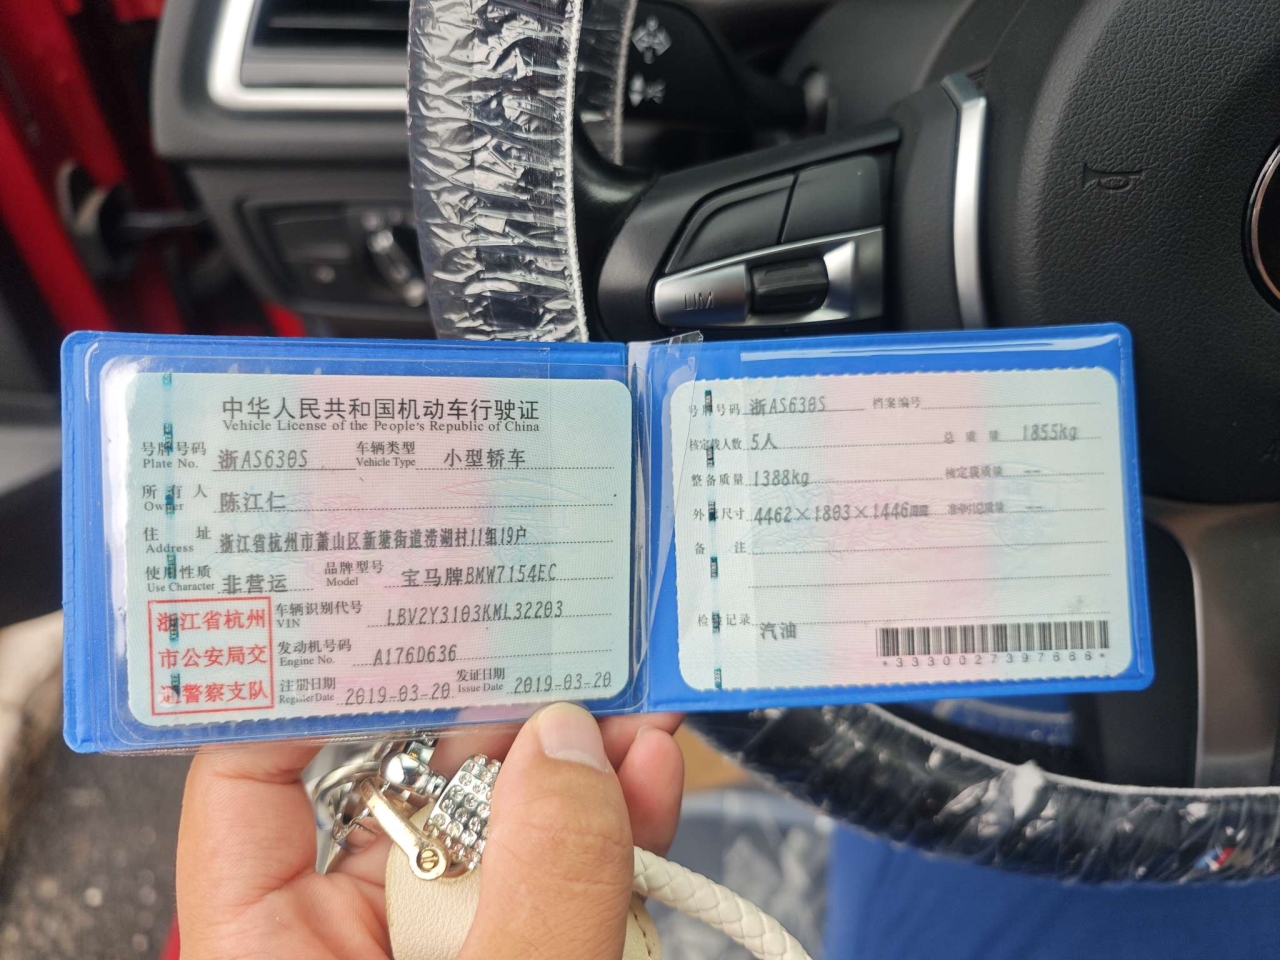 中华人民共和国机动车行驶证
Vehicle License of the People's Republic of China
号牌号码 Plate No. 浙AS630S 车辆类型 Vehicle Type 小型轿车
所有人 Owner 陈江仁
住址 Address 浙江省杭州市萧山区新塘街道涝湖村11组19户
使用性质 Use Character 非营运 品牌型号 Model 宝马牌BMW7154EC
车辆识别代号 VIN LBV2Y3103KML32203
发动机号码 Engine No. A176D636
注册日期 Register Date 2019-03-20 发证日期 Issue Date 2019-03-20
浙江省杭州
市公安局交
通警察支队
号牌号码 浙AS630S 档案编号
核定载人数 5人 总质量 1855kg
整备质量 1388kg 核定载质量 --
外廓尺寸 4462×1803×1446mm 准牵引总质量 --
备注
检验记录 汽油
*3330027397666*
LIM